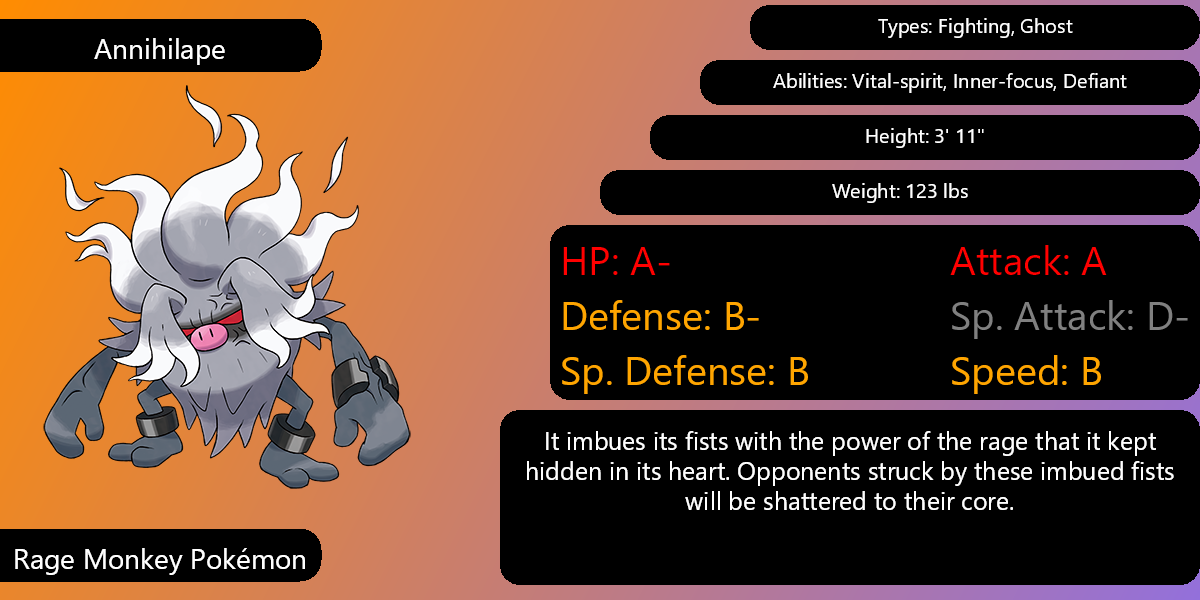 Annihilape
Types: Fighting, Ghost
Abilities: Vital-spirit, Inner-focus, Defiant
Height: 3' 11"
Weight: 123 lbs
HP: A-
Attack: A
Defense: B-
Sp. Attack: D-
Sp. Defense: B
Speed: B
It imbues its fists with the power of the rage that it kept
hidden in its heart. Opponents struck by these imbued fists
will be shattered to their core.
Rage Monkey Pokémon